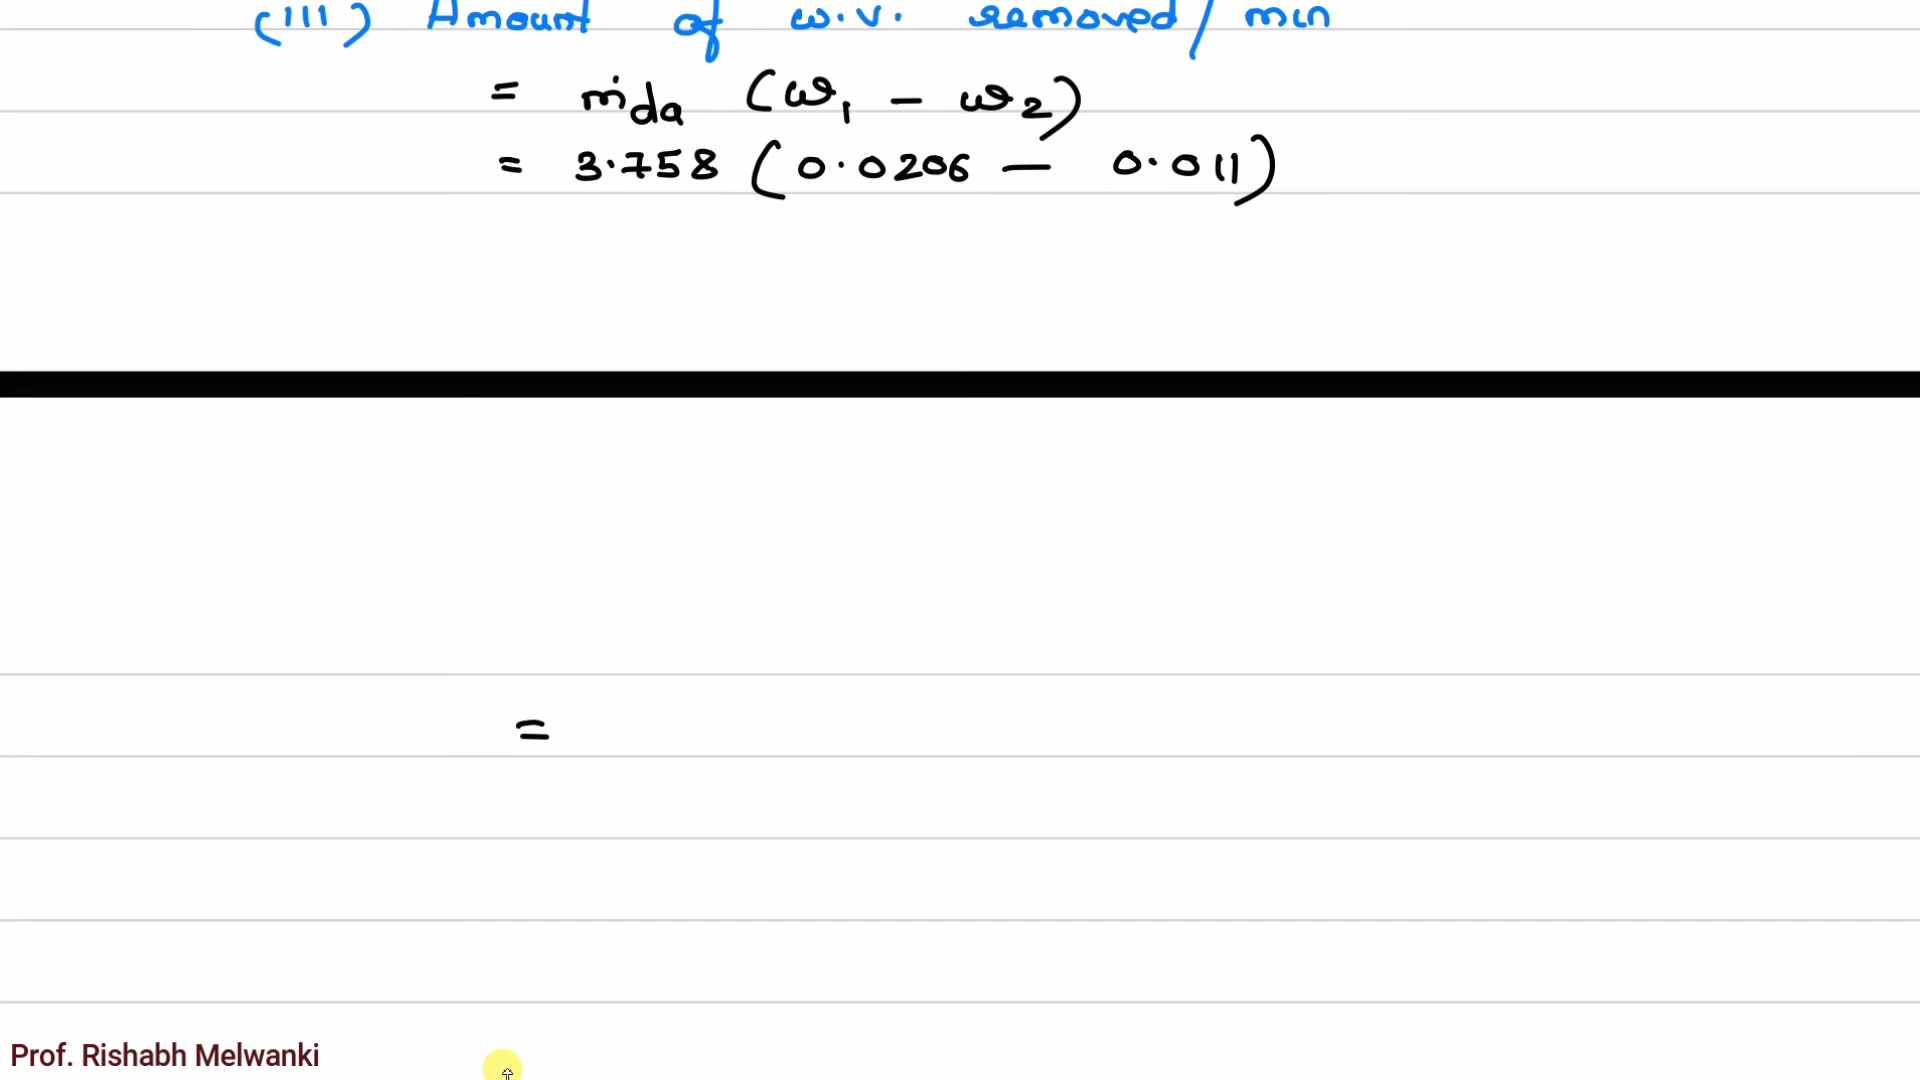 (III) Amount of w.v. removed/min
= ṁda (ω1 - ω2)
= 3.758 (0.0206 — 0.011)
=
Prof. Rishabh Melwanki